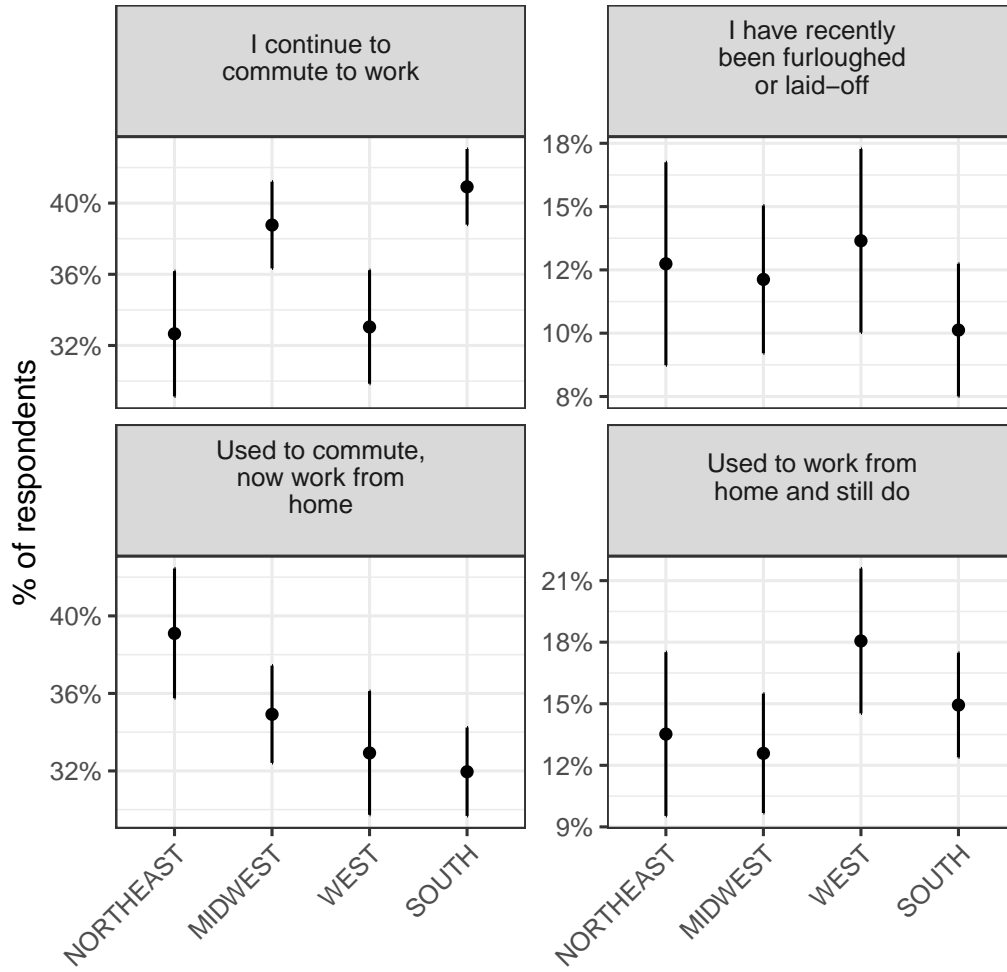 % of respondents
I continue to
commute to work
40%
36%
32%
I have recently
been furloughed
or laid−off
18%
15%
12%
10%
8%
Used to commute,
now work from
home
40%
36%
32%
Used to work from
home and still do
21%
18%
15%
12%
9%
NORTHEAST
MIDWEST
WEST
SOUTH
NORTHEAST
MIDWEST
WEST
SOUTH